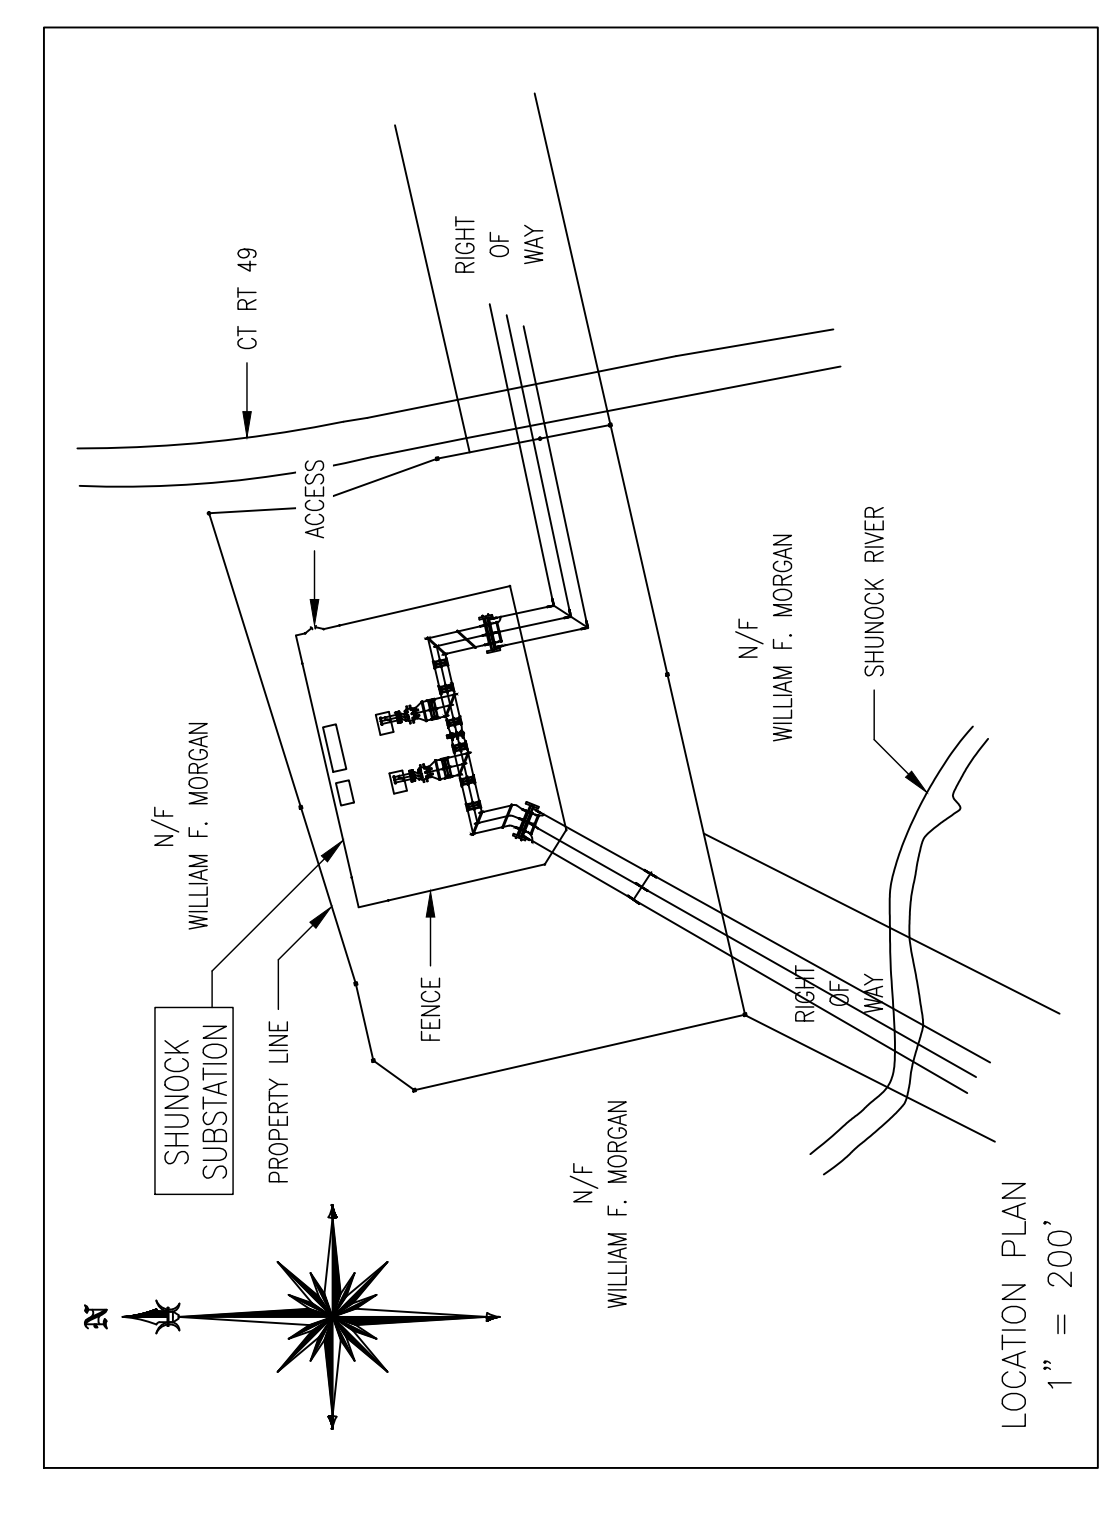 N
SHUNOCK
SUBSTATION
PROPERTY LINE
N/F
WILLIAM F. MORGAN
FENCE
ACCESS
CT RT 49
RIGHT
OF
WAY
N/F
WILLIAM F. MORGAN
SHUNOCK RIVER
RIGHT
OF
WAY
N/F
WILLIAM F. MORGAN
LOCATION PLAN
1” = 200’